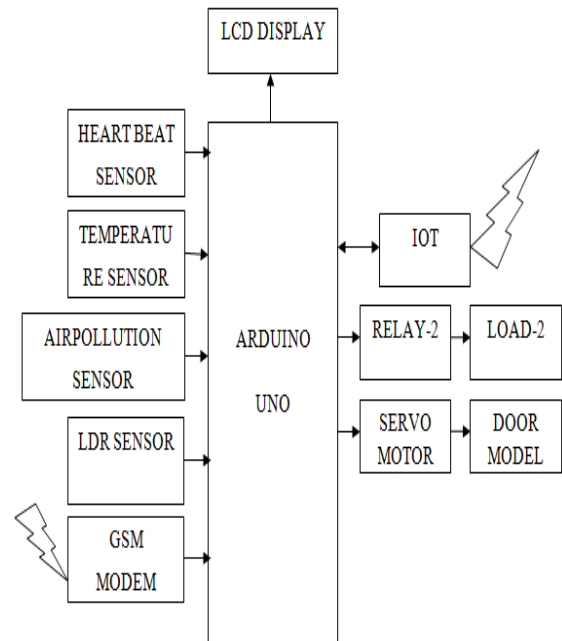 LCD DISPLAY
HEART BEAT
SENSOR
TEMPERATU
RE SENSOR
AIRPOLLUTION
SENSOR
LDR SENSOR
GSM
MODEM
ARDUINO
UNO
IOT
RELAY-2
LOAD-2
SERVO
MOTOR
DOOR
MODEL